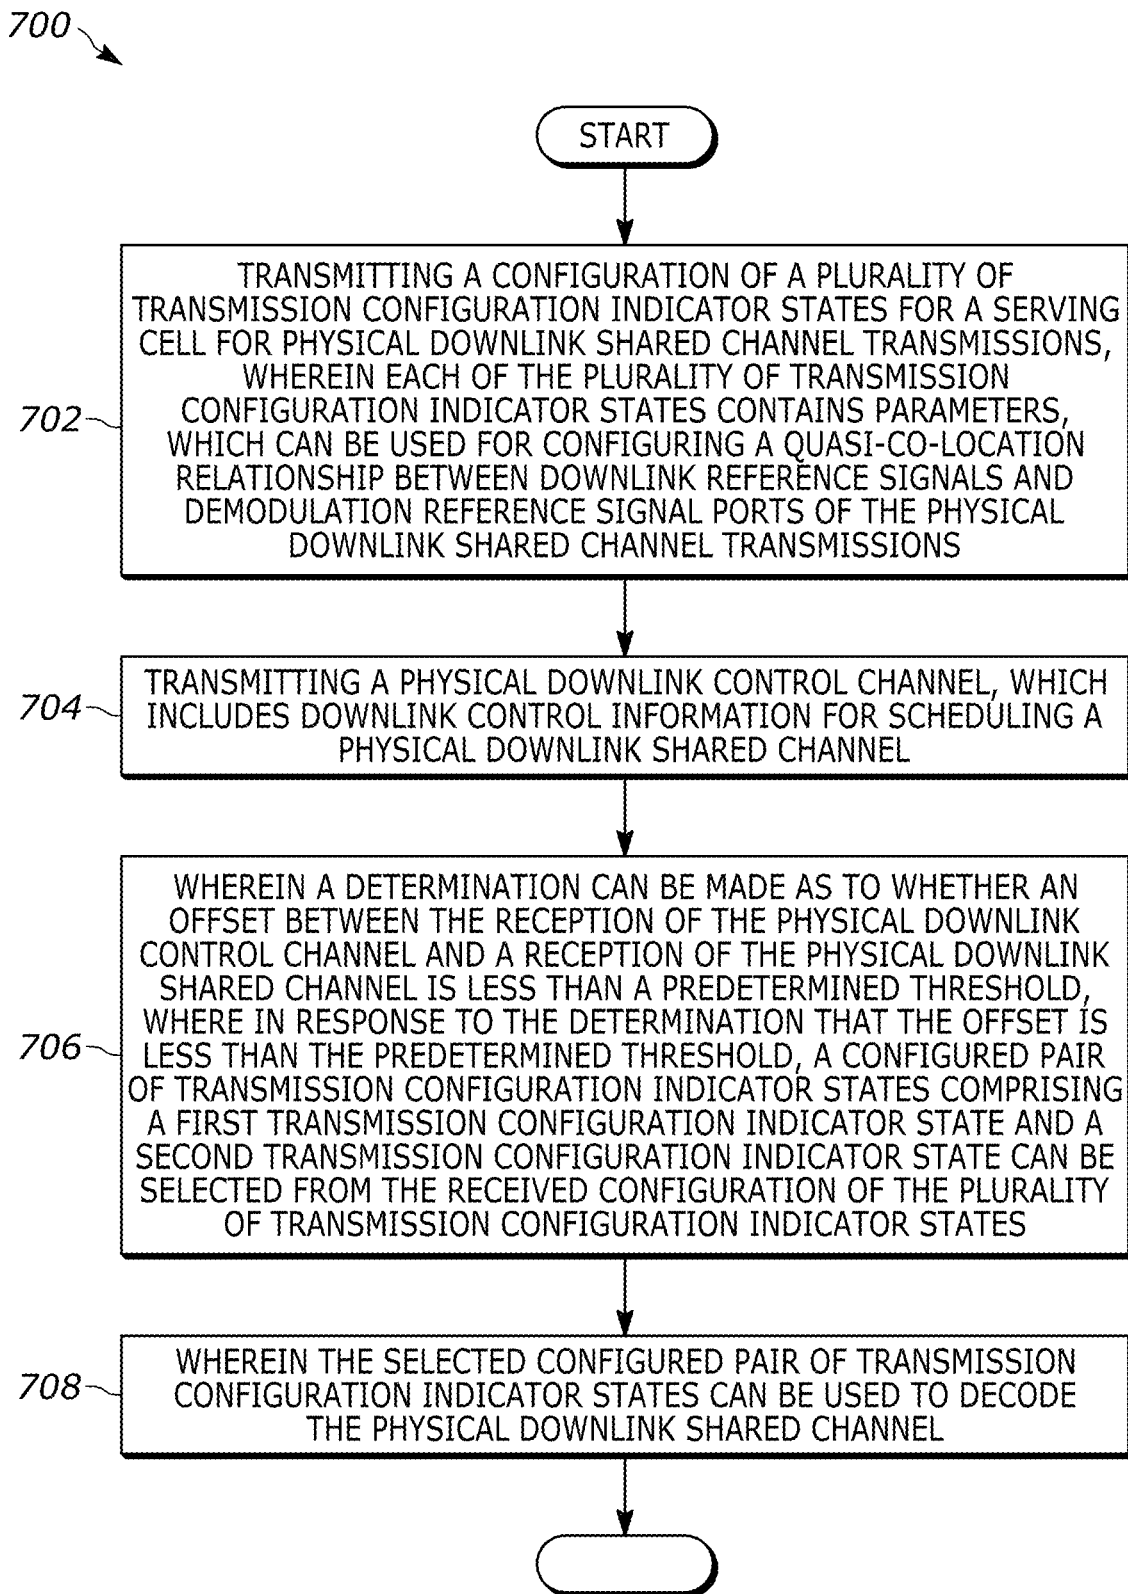 700
START
TRANSMITTING A CONFIGURATION OF A PLURALITY OF
TRANSMISSION CONFIGURATION INDICATOR STATES FOR A SERVING
CELL FOR PHYSICAL DOWNLINK SHARED CHANNEL TRANSMISSIONS,
WHEREIN EACH OF THE PLURALITY OF TRANSMISSION
CONFIGURATION INDICATOR STATES CONTAINS PARAMETERS,
WHICH CAN BE USED FOR CONFIGURING A QUASI-CO-LOCATION
RELATIONSHIP BETWEEN DOWNLINK REFERENCE SIGNALS AND
DEMODULATION REFERENCE SIGNAL PORTS OF THE PHYSICAL
DOWNLINK SHARED CHANNEL TRANSMISSIONS
702
TRANSMITTING A PHYSICAL DOWNLINK CONTROL CHANNEL, WHICH
INCLUDES DOWNLINK CONTROL INFORMATION FOR SCHEDULING A
PHYSICAL DOWNLINK SHARED CHANNEL
704
WHEREIN A DETERMINATION CAN BE MADE AS TO WHETHER AN
OFFSET BETWEEN THE RECEPTION OF THE PHYSICAL DOWNLINK
CONTROL CHANNEL AND A RECEPTION OF THE PHYSICAL DOWNLINK
SHARED CHANNEL IS LESS THAN A PREDETERMINED THRESHOLD,
WHERE IN RESPONSE TO THE DETERMINATION THAT THE OFFSET IS
LESS THAN THE PREDETERMINED THRESHOLD, A CONFIGURED PAIR
OF TRANSMISSION CONFIGURATION INDICATOR STATES COMPRISING
A FIRST TRANSMISSION CONFIGURATION INDICATOR STATE AND A
SECOND TRANSMISSION CONFIGURATION INDICATOR STATE CAN BE
SELECTED FROM THE RECEIVED CONFIGURATION OF THE PLURALITY
OF TRANSMISSION CONFIGURATION INDICATOR STATES
706
WHEREIN THE SELECTED CONFIGURED PAIR OF TRANSMISSION
CONFIGURATION INDICATOR STATES CAN BE USED TO DECODE
THE PHYSICAL DOWNLINK SHARED CHANNEL
708